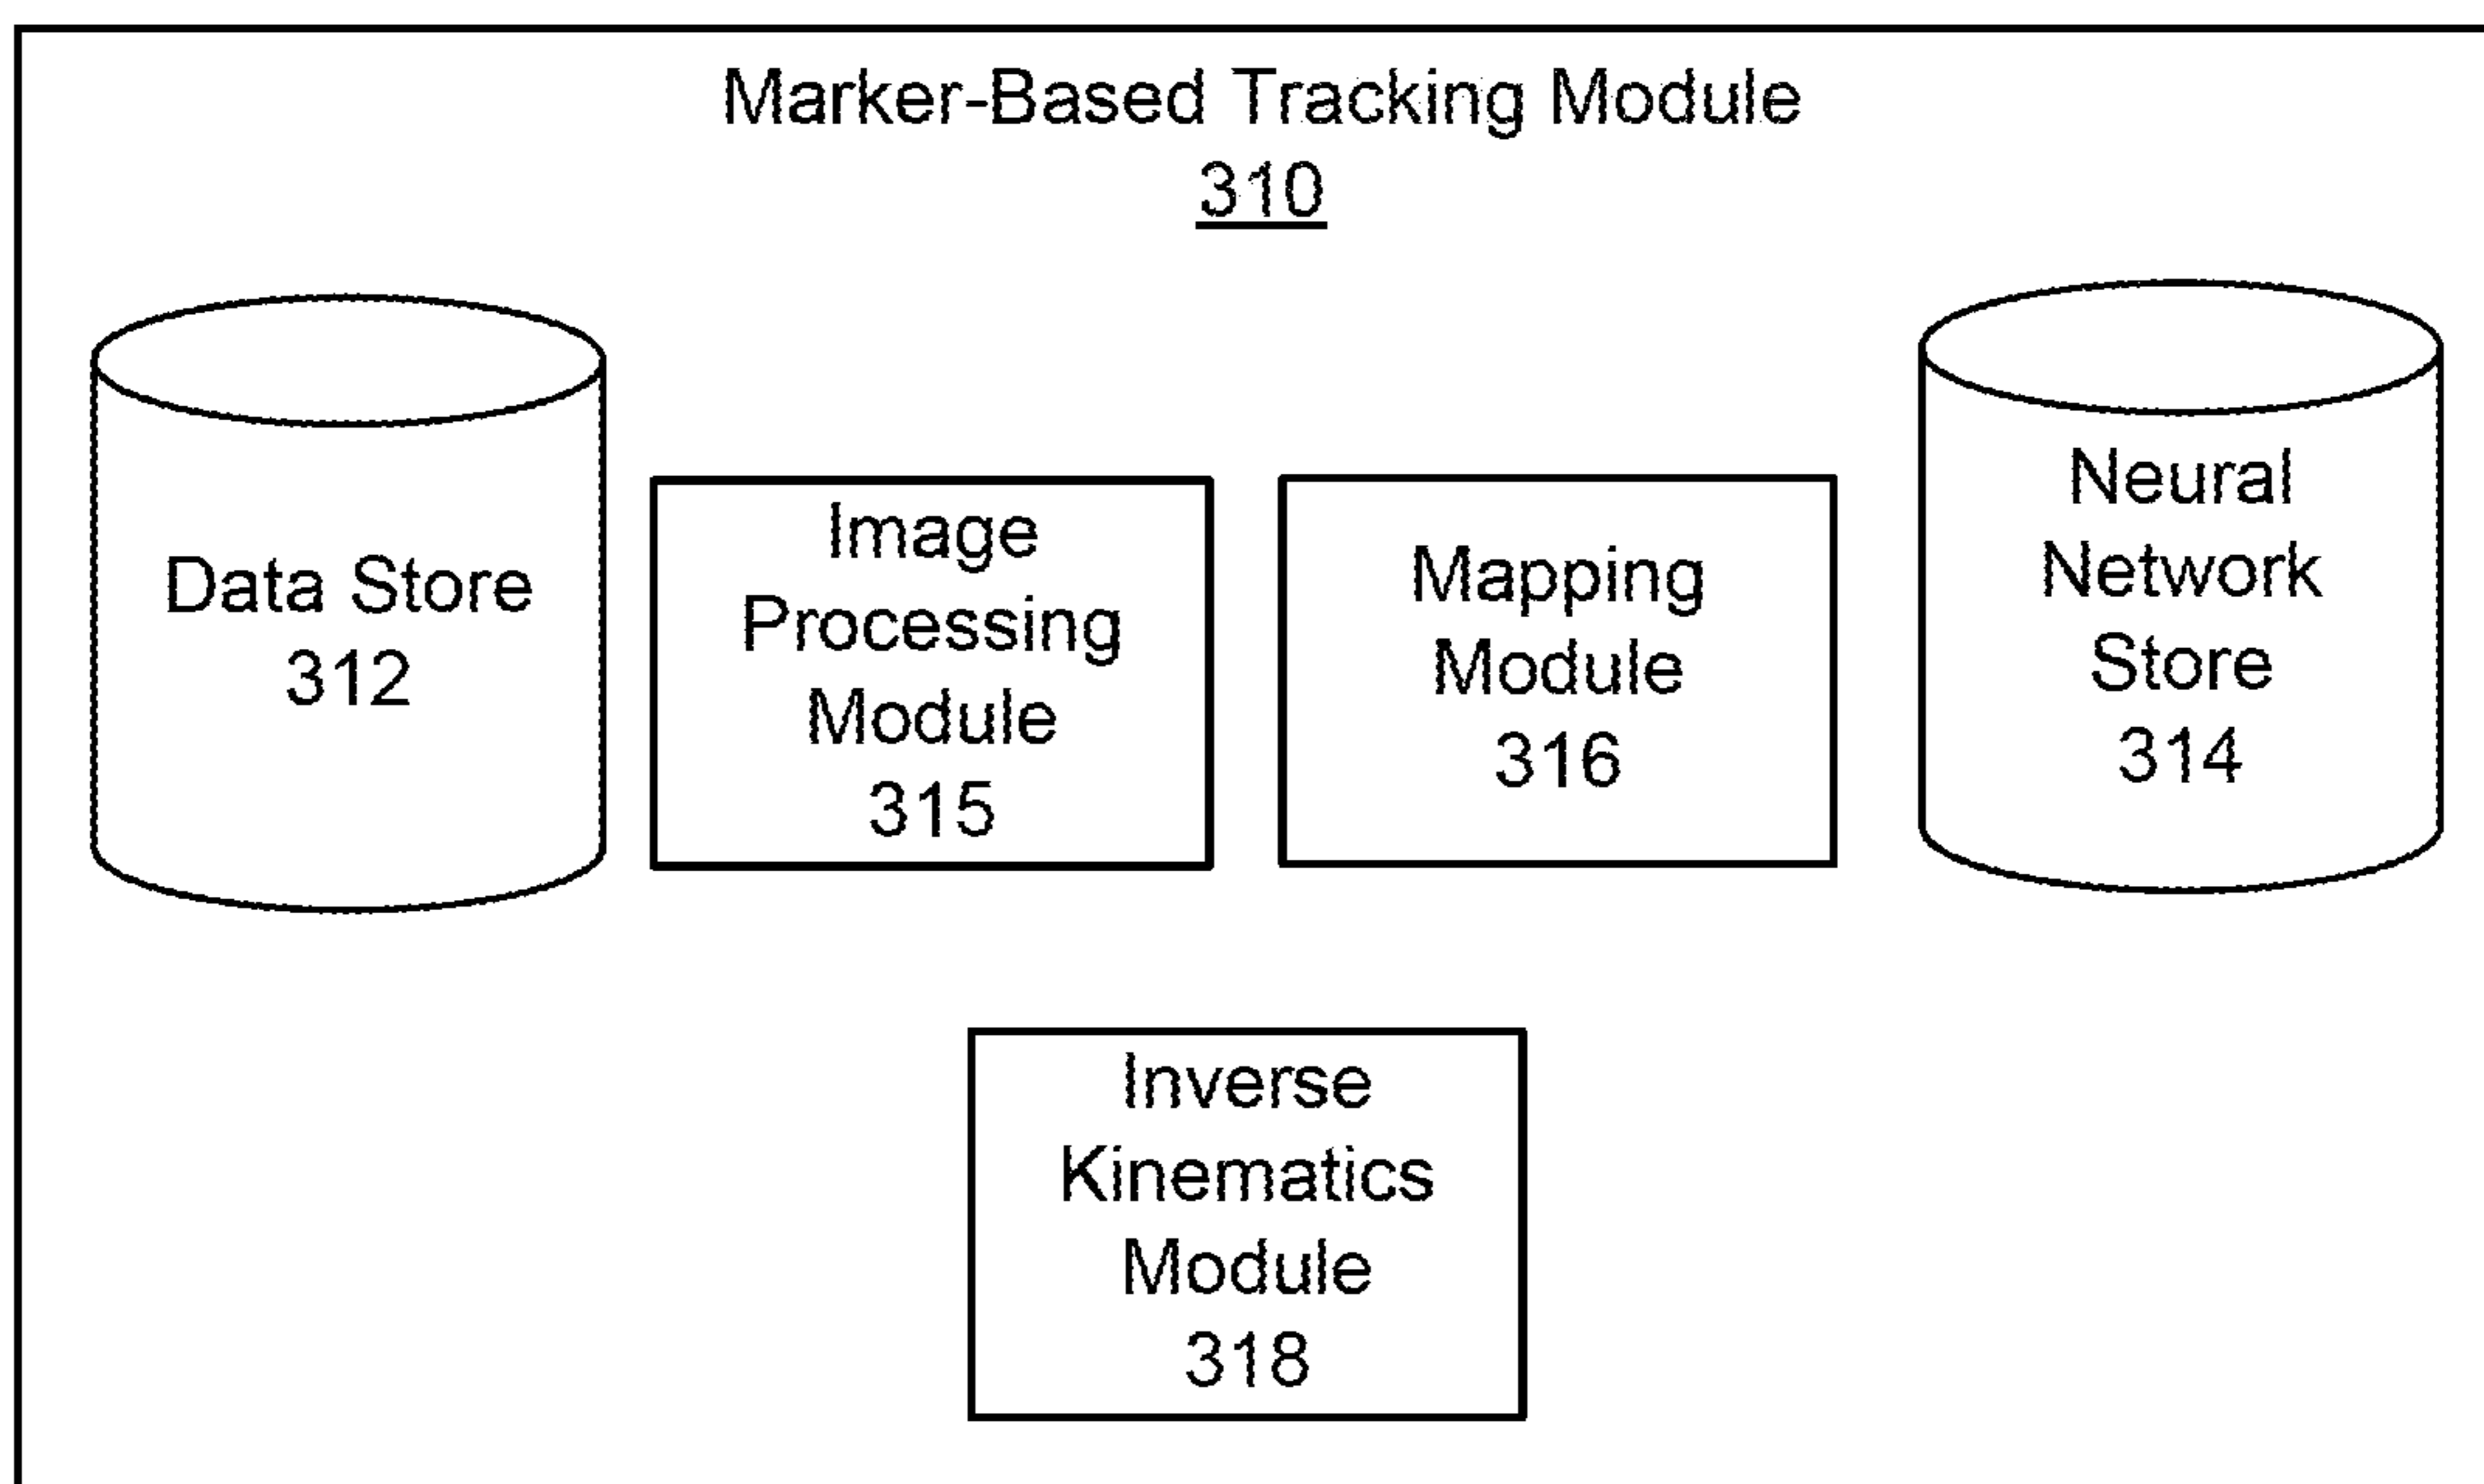 Marker-Based Tracking Module
310
Data Store
312
Image
Processing
Module
315
Mapping
Module
316
Neural
Network
Store
314
Inverse
Kinematics
Module
318